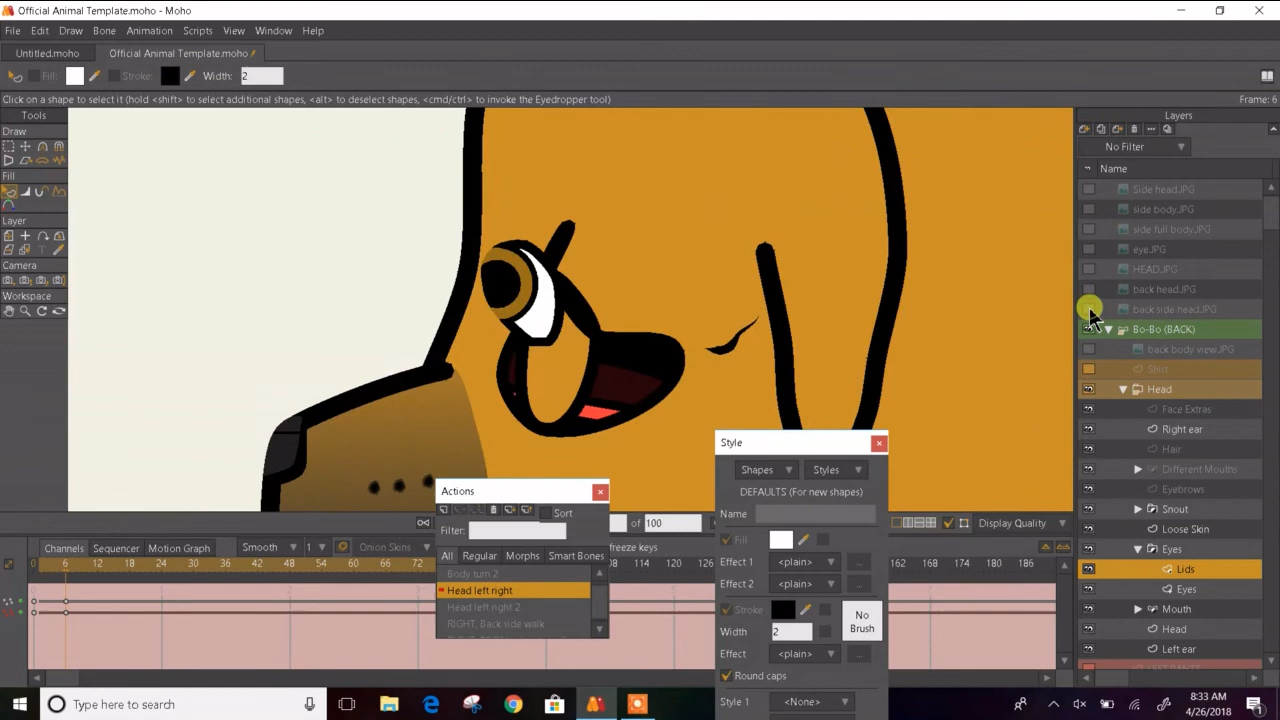 Official Animal Template.moho - Moho
File Edit Draw Bone Animation Scripts View Window Help
Untitled.moho Official Animal Template.moho
Fill: Stroke: Width: 2
Click on a shape to select it (hold <shift> to select additional shapes, <alt> to deselect shapes, <cmd/ctrl> to invoke the Eyedropper tool) Frame: 6
Tools
Draw
Fill
Layer
Camera
Workspace
Layers
No Filter
Name
Side head.JPG
side body.JPG
side full body.JPG
eye.JPG
HEAD.JPG
back head.JPG
back side head.JPG
Bo-Bo (BACK)
back body view.JPG
Shirt
Head
Face Extras
Right ear
Hair
Different Mouths
Eyebrows
Snout
Loose Skin
Eyes
Lids
Eyes
Mouth
Head
Left ear
Style
Shapes Styles
DEFAULTS (For new shapes)
Name
Fill
Effect 1 <plain> ...
Effect 2 <plain> ...
Stroke
No Brush
Width 2
Effect <plain> ...
Round caps
Style 1 <None>
Actions
Sort
Filter:
All Regular Morphs Smart Bones
Body turn 2
Head left right
Head left right 2
RIGHT, Back side walk
of 100 Display Quality
Channels Sequencer Motion Graph Smooth 1 Onion Skins freeze keys
0 6 12 18 24 30 36 42 48 54 60 66 72 114 120 126 168 174 180 186
0 1 2 3 7
Type here to search
8:33 AM
4/26/2018